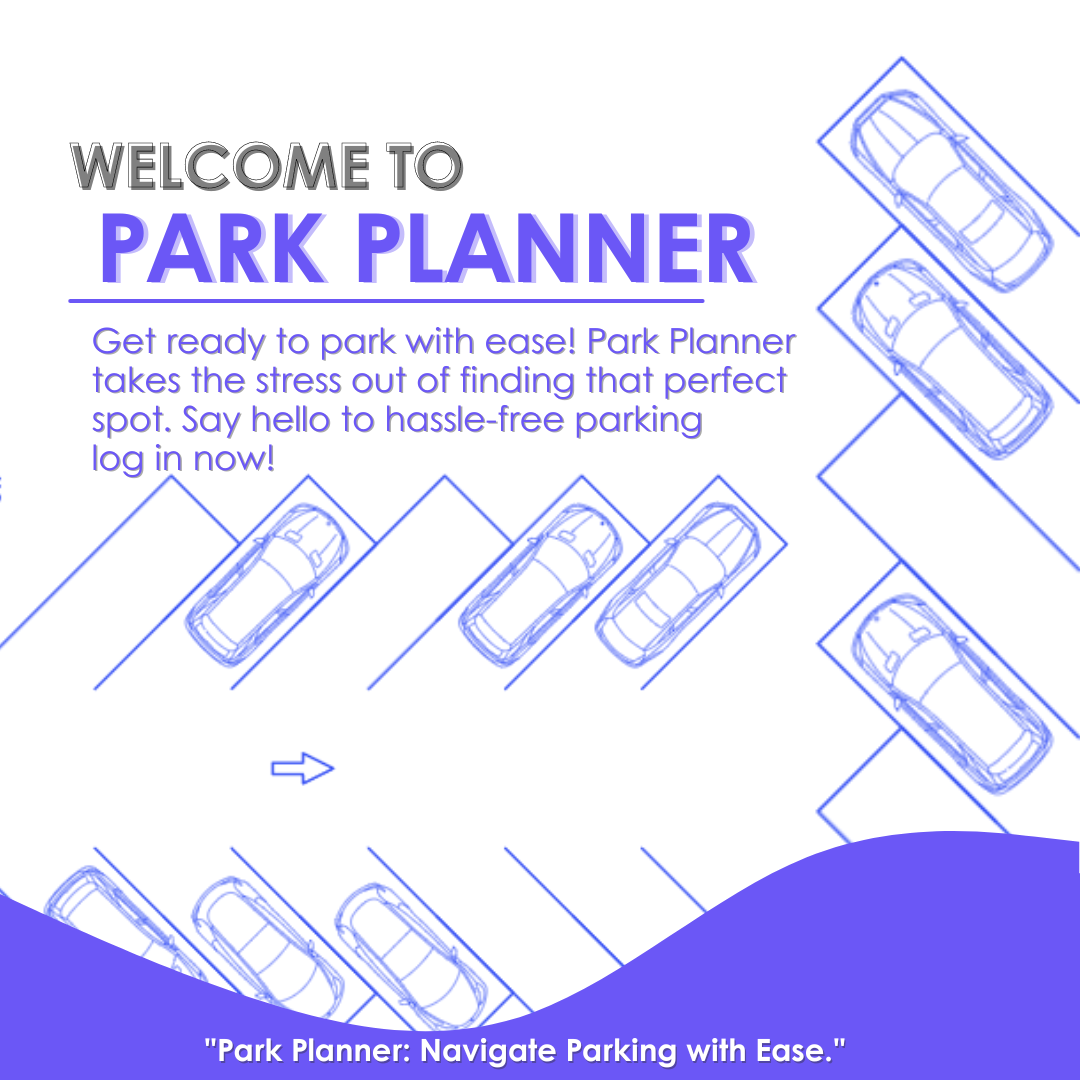 WELCOME TO
PARK PLANNER
Get ready to park with ease! Park Planner
takes the stress out of finding that perfect
spot. Say hello to hassle-free parking
log in now!
"Park Planner: Navigate Parking with Ease."